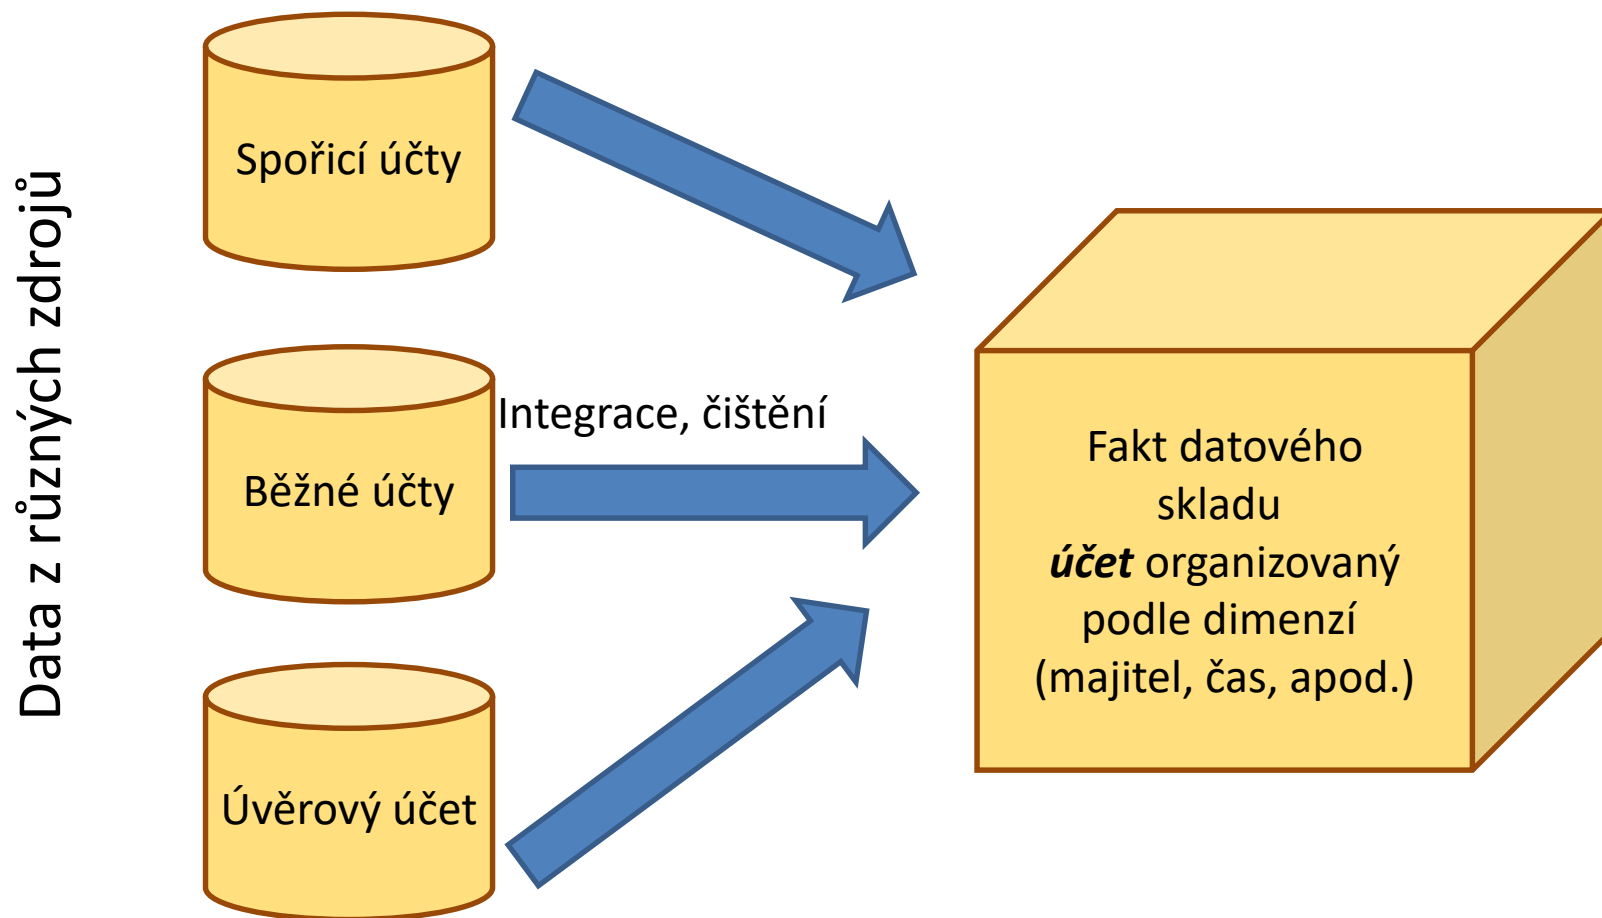 Data z různých zdrojů
Spořicí účty
Běžné účty
Úvěrový účet
Integrace, čištění
Fakt datového
skladu
účet organizovaný
podle dimenzí
(majitel, čas, apod.)